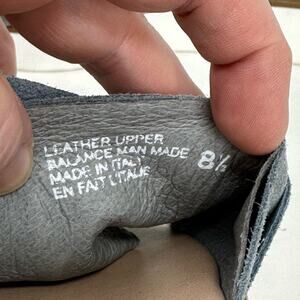 LEATHER UPPER
BALANCE MAN MADE 8½
MADE IN ITALY
EN FAIT L'ITALIE